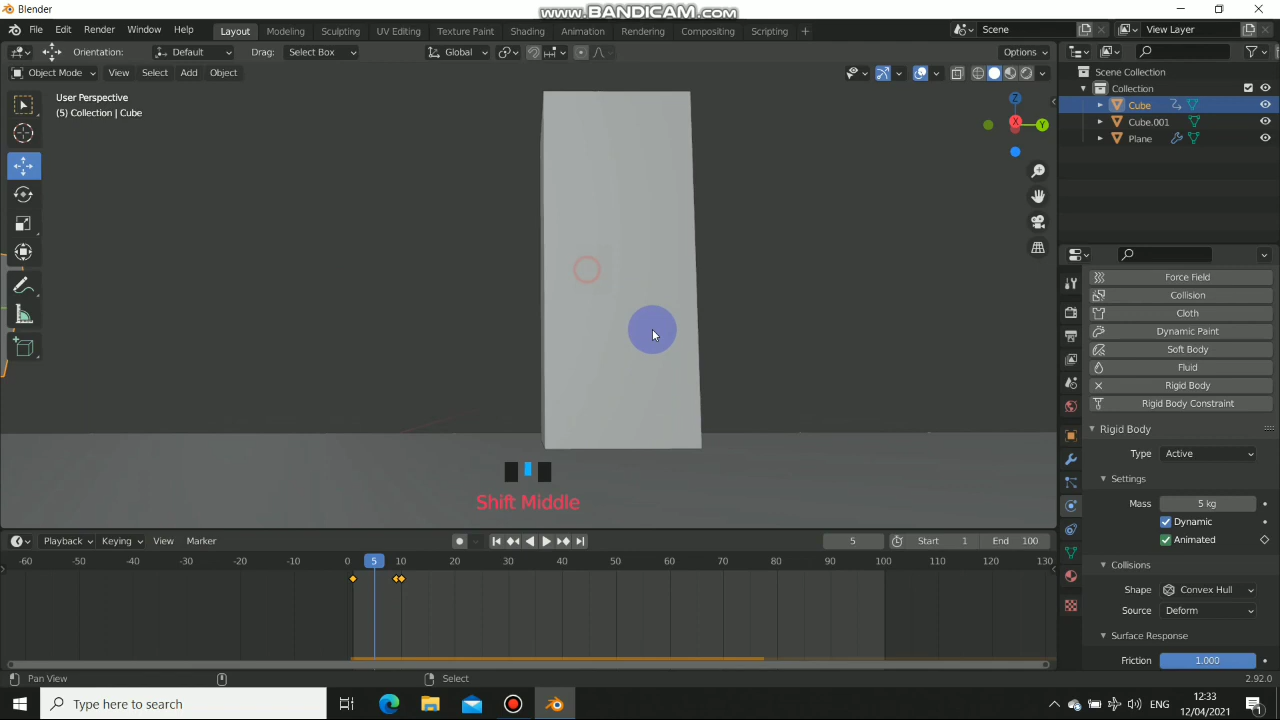 Blender
www.BANDICAM.com
File Edit Render Window Help
Layout Modeling Sculpting UV Editing Texture Paint Shading Animation Rendering Compositing Scripting +
Scene
View Layer
Orientation: Default Drag: Select Box Global Options
Object Mode View Select Add Object
User Perspective
(5) Collection | Cube
Z
X
Y
Scene Collection
Collection
Cube
Cube.001
Plane
Force Field
Collision
Cloth
Dynamic Paint
Soft Body
Fluid
Rigid Body
Rigid Body Constraint
Rigid Body
Type Active
Settings
Mass 5 kg
Dynamic
Animated
Collisions
Shape Convex Hull
Source Deform
Surface Response
Friction 1.000
Shift Middle
Playback Keying View Marker 5 Start 1 End 100
-60 -50 -40 -30 -20 -10 0 5 10 20 30 40 50 60 70 80 90 100 110 120 130
Pan View Select 2.92.0
Type here to search
ENG
12:33
12/04/2021
1